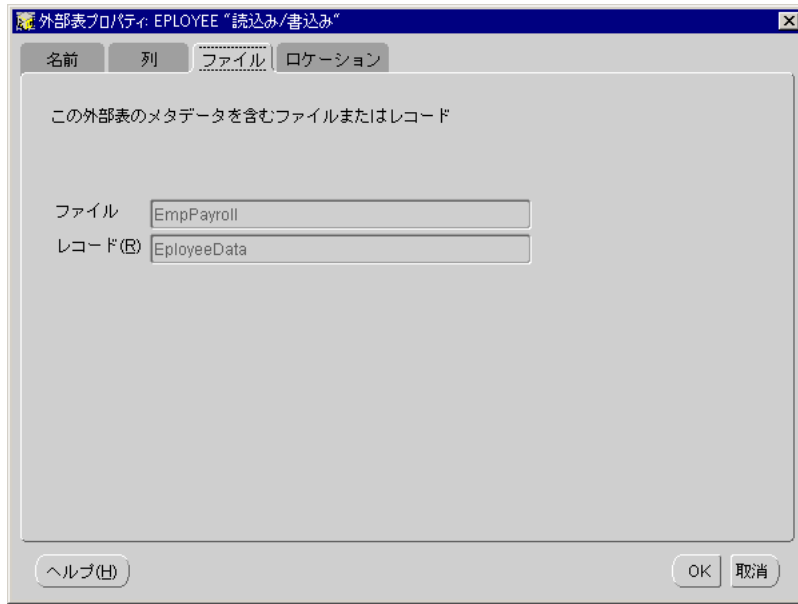 外部表プロパティ: EPLOYEE "読込み/書込み"
名前 列 ファイル ロケーション
この外部表のメタデータを含むファイルまたはレコード
ファイル EmpPayroll
レコード(R) EployeeData
ヘルプ(H) OK 取消